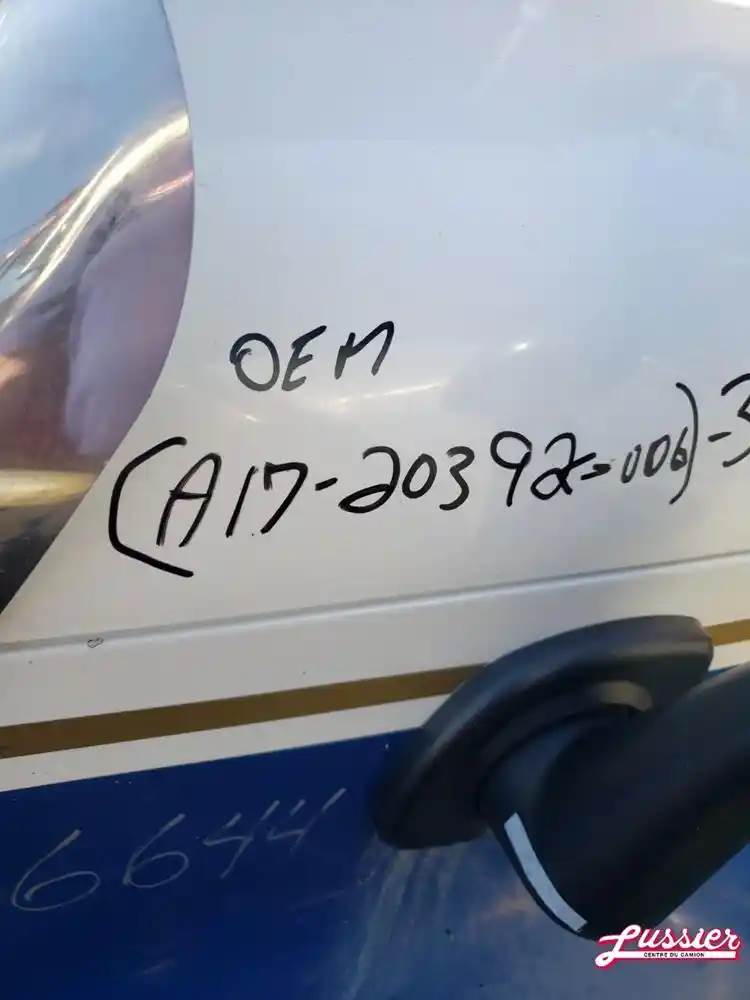 OEM
(A17-20392-006)-3
6644
Lussier
CENTRE DU CAMION